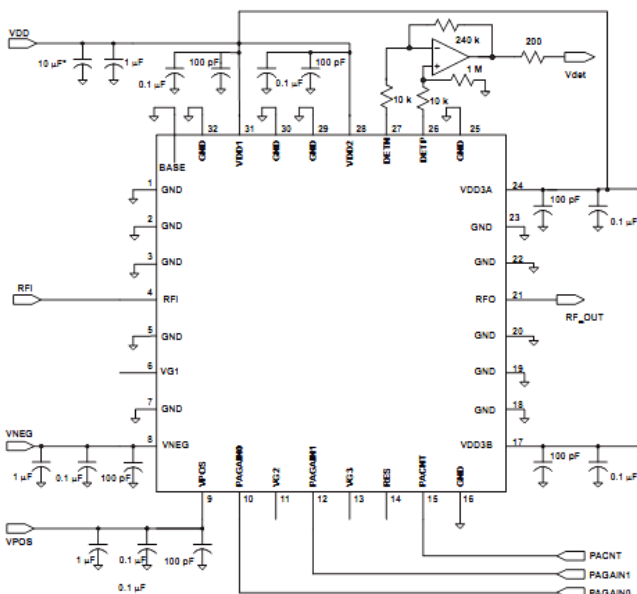 VDD
10 µF*
1 µF
0.1 µF
100 pF
0.1 µF
100 pF
240 k
200
Vdet
1 M
10 k
10 k
32
31
30
29
28
27
26
25
GND
VDD1
GND
GND
VDD2
DETN
DETP
GND
BASE
1
GND
2
GND
3
GND
RFI
4
RFI
5
GND
6
VG1
7
GND
VNEG
8
VNEG
1 µF
0.1 µF
100 pF
VDD3A
24
100 pF
0.1 µF
GND
23
GND
22
RFO
21
RF_OUT
GND
20
GND
19
GND
18
VDD3B
17
100 pF
0.1 µF
VPOS
PAGAIN0
VG2
PAGAIN1
VG3
RES
PACNT
GND
9
10
11
12
13
14
15
16
VPOS
1 µF
0.1 µF
100 pF
0.1 µF
PACNT
PAGAIN1
PAGAIN0